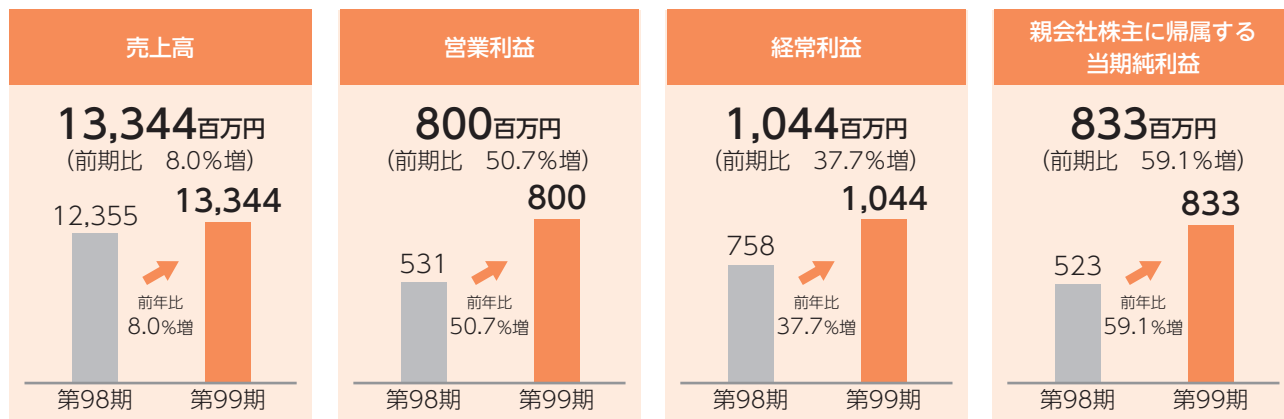 売上高
13,344百万円
(前期比 8.0%増)
12,355
13,344
前年比
8.0%増
第98期 第99期
営業利益
800百万円
(前期比 50.7%増)
531
800
前年比
50.7%増
第98期 第99期
経常利益
1,044百万円
(前期比 37.7%増)
758
1,044
前年比
37.7%増
第98期 第99期
親会社株主に帰属する
当期純利益
833百万円
(前期比 59.1%増)
523
833
前年比
59.1%増
第98期 第99期